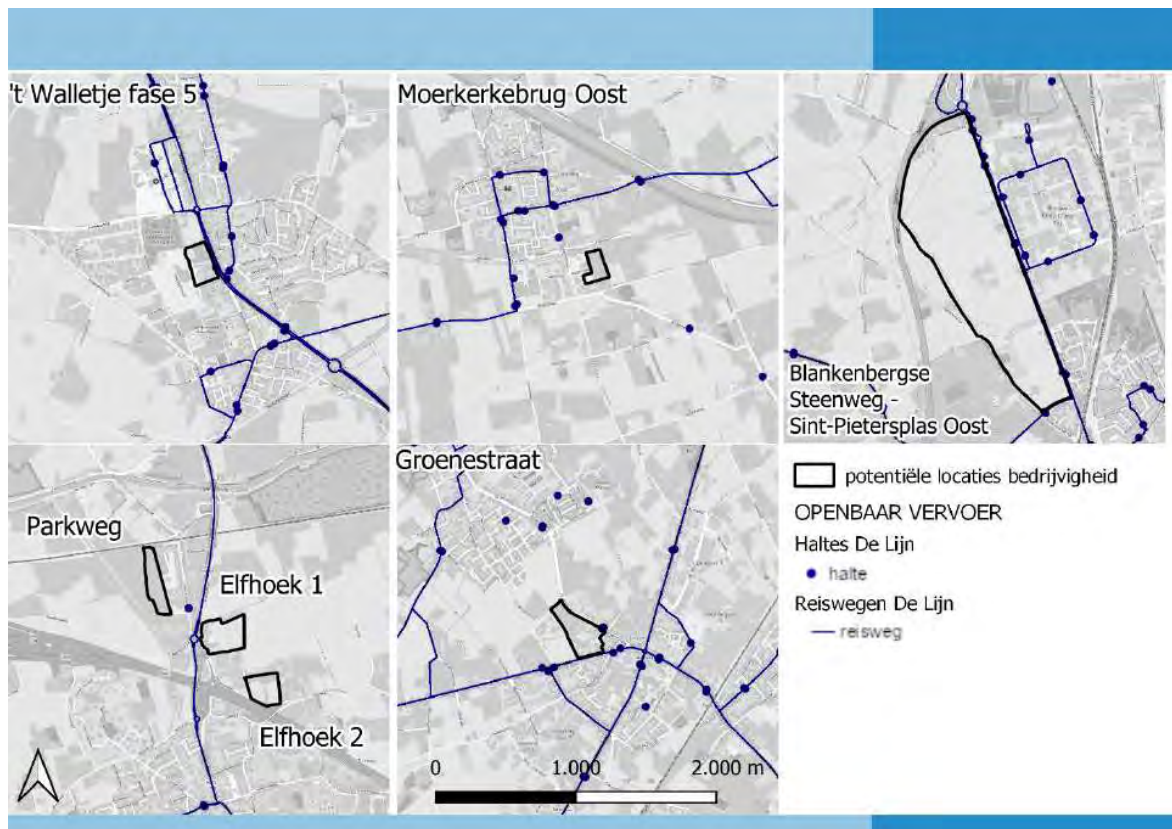 't Walletje fase 5
Moerkerkebrug Oost
Blankenbergse
Steenweg -
Sint-Pietersplas Oost
Parkweg
Elfhoek 1
Elfhoek 2
Groenestraat
0 1.000 2.000 m
potentiële locaties bedrijvigheid
OPENBAAR VERVOER
Haltes De Lijn
halte
Reiswegen De Lijn
reisweg